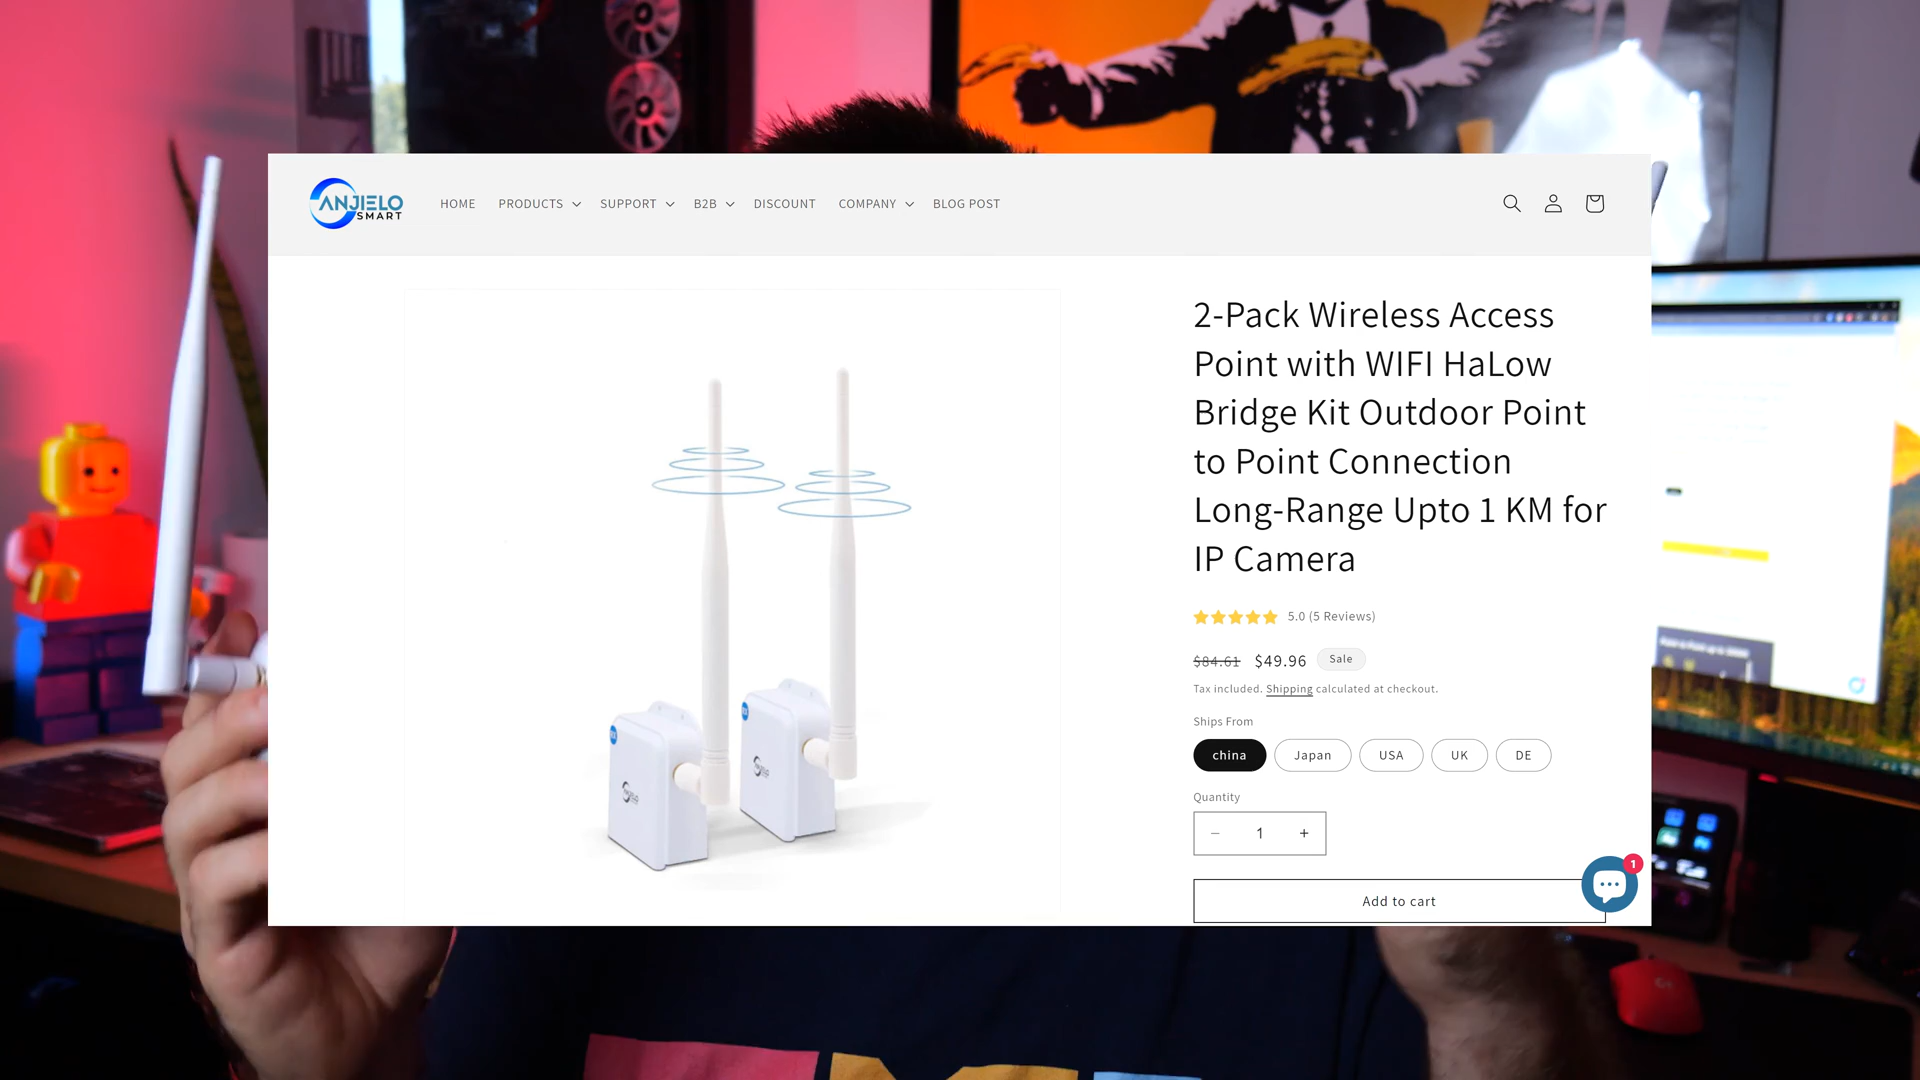 ANJIELO
SMART
HOME
PRODUCTS
SUPPORT
B2B
DISCOUNT
COMPANY
BLOG POST
2-Pack Wireless Access
Point with WIFI HaLow
Bridge Kit Outdoor Point
to Point Connection
Long-Range Upto 1 KM for
IP Camera
5.0 (5 Reviews)
$84.61 $49.96 Sale
Tax included. Shipping calculated at checkout.
Ships From
china
Japan
USA
UK
DE
Quantity
− 1 +
Add to cart
1